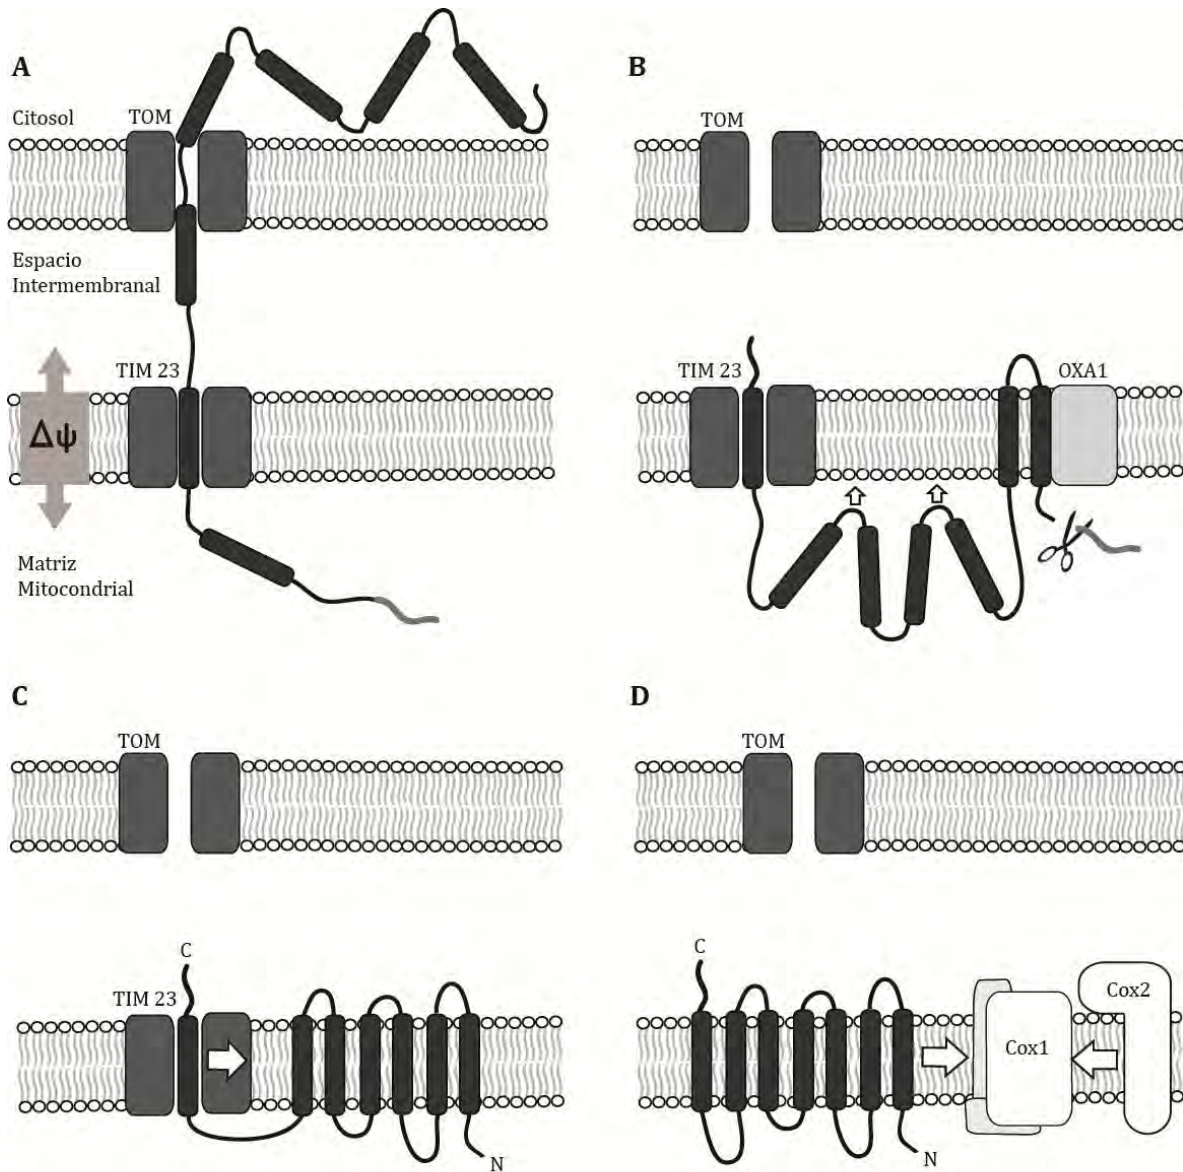 A
Citosol
TOM
Espacio
Intermembranal
TIM 23
Δψ
Matriz
Mitocondrial
B
TOM
TIM 23
OXA1
C
TOM
C
TIM 23
N
D
TOM
C
Cox2
Cox1
N